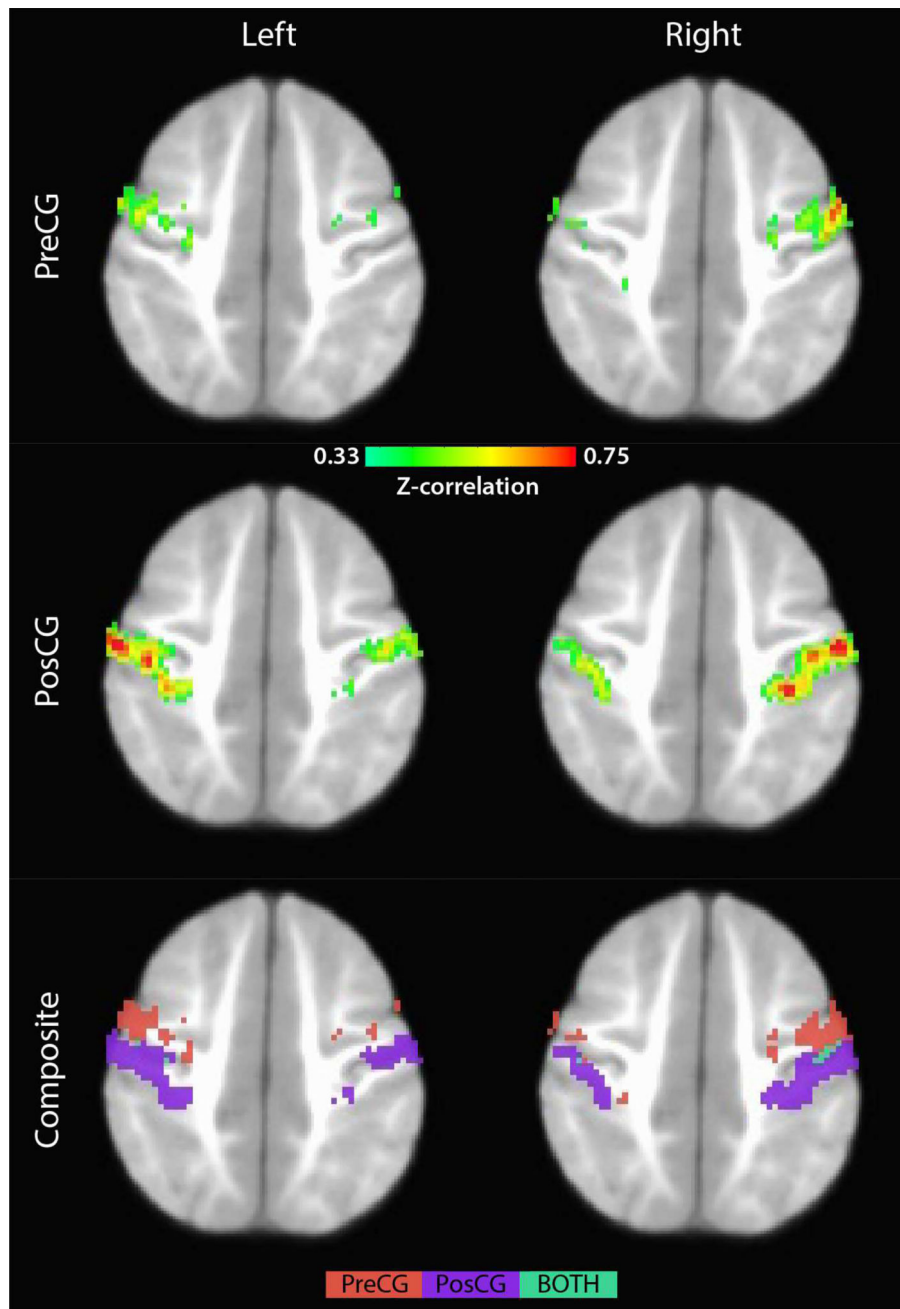 Left Right
PreCG
0.33 0.75
Z-correlation
PosCG
Composite
PreCG PosCG BOTH